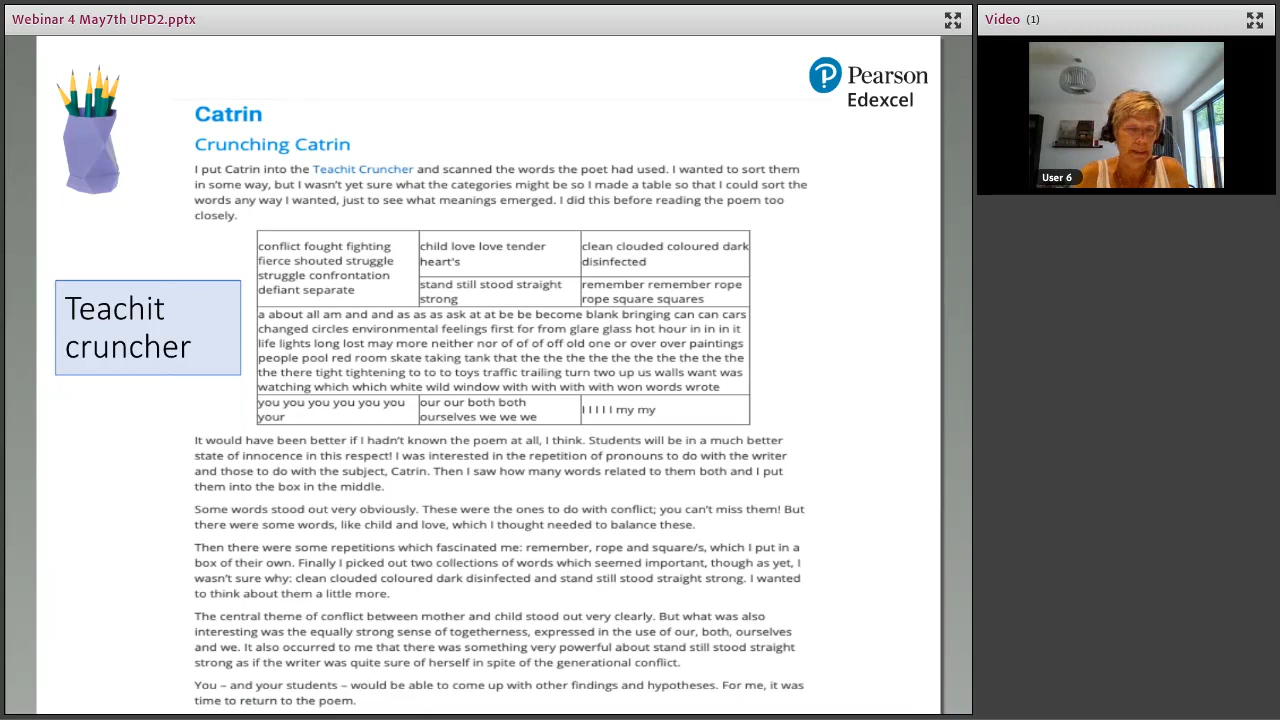 Webinar 4 May7th UPD2.pptx
Video (1)
Pearson
Edexcel
User 6
Catrin
Crunching Catrin
I put Catrin into the Teachit Cruncher and scanned the words the poet had used. I wanted to sort them
in some way, but I wasn't yet sure what the categories might be so I made a table so that I could sort the
words any way I wanted, just to see what meanings emerged. I did this before reading the poem too
closely.
conflict fought fighting
fierce shouted struggle
struggle confrontation
defiant separate
child love love tender
heart's
clean clouded coloured dark
disinfected
stand still stood straight
strong
remember remember rope
rope square squares
a about all am and and as as as ask at at be be become blank bringing can can cars
changed circles environmental feelings first for from glare glass hot hour in in in it
life lights long lost may more neither nor of of of off old one or over over paintings
people pool red room skate taking tank that the the the the the the the the the the
the there tight tightening to to to toys traffic trailing turn two up us walls want was
watching which which white wild window with with with with won words wrote
you you you you you you you
your
our our both both
ourselves we we we
I I I I I my my
Teachit
cruncher
It would have been better if I hadn't known the poem at all, I think. Students will be in a much better
state of innocence in this respect! I was interested in the repetition of pronouns to do with the writer
and those to do with the subject, Catrin. Then I saw how many words related to them both and I put
them into the box in the middle.
Some words stood out very obviously. These were the ones to do with conflict; you can't miss them! But
there were some words, like child and love, which I thought needed to balance these.
Then there were some repetitions which fascinated me: remember, rope and square/s, which I put in a
box of their own. Finally I picked out two collections of words which seemed important, though as yet, I
wasn't sure why: clean clouded coloured dark disinfected and stand still stood straight strong. I wanted
to think about them a little more.
The central theme of conflict between mother and child stood out very clearly. But what was also
interesting was the equally strong sense of togetherness, expressed in the use of our, both, ourselves
and we. It also occurred to me that there was something very powerful about stand still stood straight
strong as if the writer was quite sure of herself in spite of the generational conflict.
You – and your students – would be able to come up with other findings and hypotheses. For me, it was
time to return to the poem.